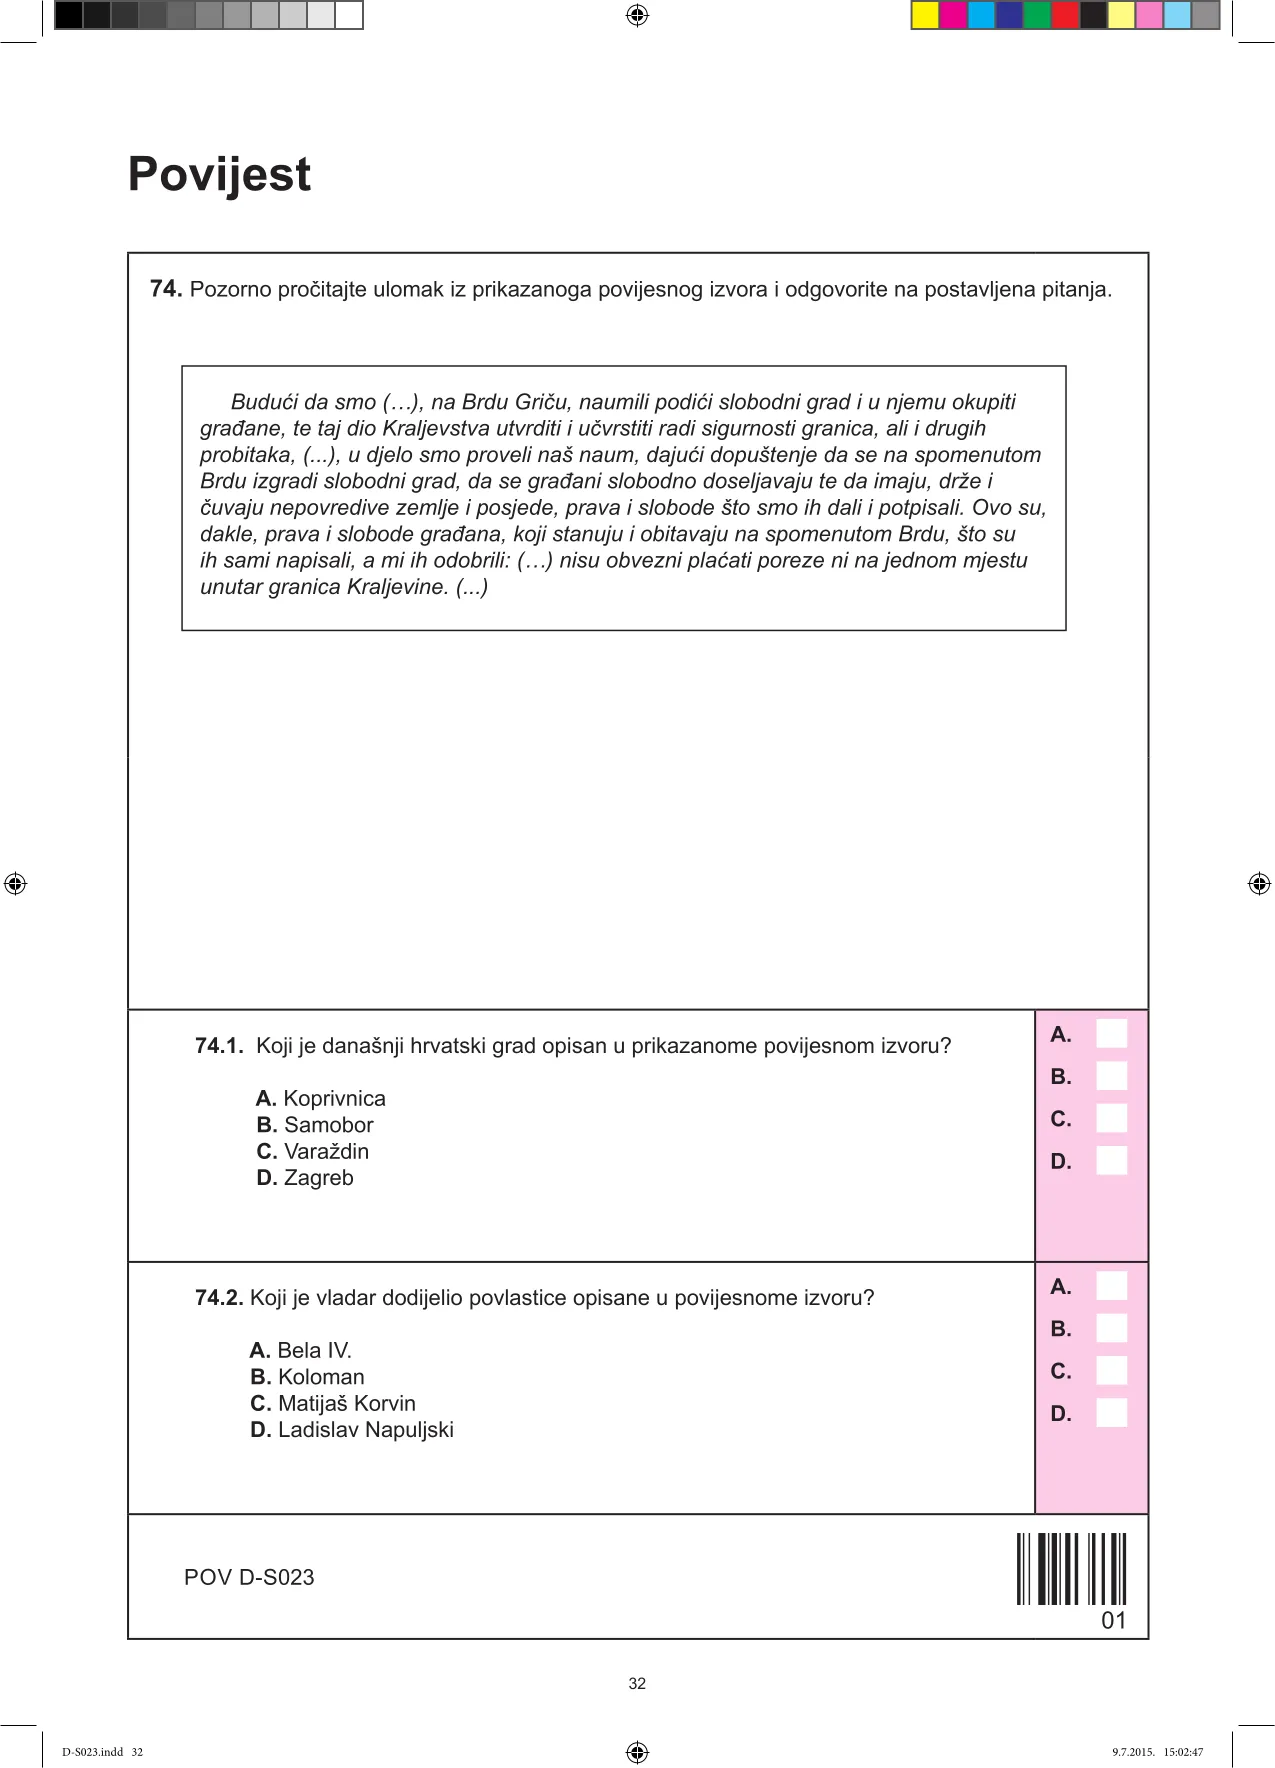 Povijest
74. Pozorno pročitajte ulomak iz prikazanoga povijesnog izvora i odgovorite na postavljena pitanja.
Budući da smo (…), na Brdu Griču, naumili podići slobodni grad i u njemu okupiti
građane, te taj dio Kraljevstva utvrditi i učvrstiti radi sigurnosti granica, ali i drugih
probitaka, (...), u djelo smo proveli naš naum, dajući dopuštenje da se na spomenutom
Brdu izgradi slobodni grad, da se građani slobodno doseljavaju te da imaju, drže i
čuvaju nepovredive zemlje i posjede, prava i slobode što smo ih dali i potpisali. Ovo su,
dakle, prava i slobode građana, koji stanuju i obitavaju na spomenutom Brdu, što su
ih sami napisali, a mi ih odobrili: (…) nisu obvezni plaćati poreze ni na jednom mjestu
unutar granica Kraljevine. (...)
74.1. Koji je današnji hrvatski grad opisan u prikazanome povijesnom izvoru?
A. Koprivnica
B. Samobor
C. Varaždin
D. Zagreb
A.
B.
C.
D.
74.2. Koji je vladar dodijelio povlastice opisane u povijesnome izvoru?
A. Bela IV.
B. Koloman
C. Matijaš Korvin
D. Ladislav Napuljski
A.
B.
C.
D.
POV D-S023
01
32
D-S023.indd 32
9.7.2015. 15:02:47